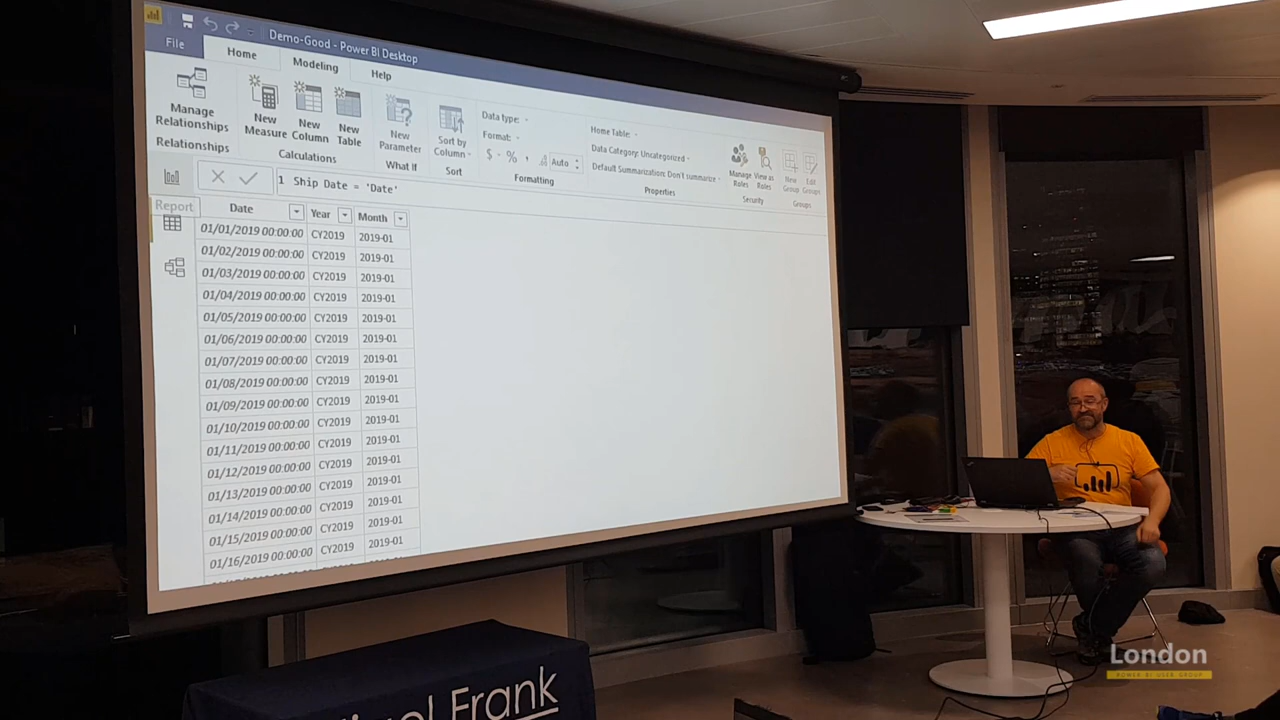 Demo-Good - Power BI Desktop
File
Home
Modeling
Help
Manage Relationships
Relationships
New Measure
New Column
New Table
Calculations
New Parameter
What If
Sort by Column
Sort
Data type:
Format:
$ % , Auto
Formatting
Home Table:
Data Category: Uncategorized
Default Summarization: Don't summarize
Properties
Manage Roles
View as Roles
Security
New Group
Edit Groups
Groups
1 Ship Date = 'Date'
Report
Date Year Month
01/01/2019 00:00:00 CY2019 2019-01
01/02/2019 00:00:00 CY2019 2019-01
01/03/2019 00:00:00 CY2019 2019-01
01/04/2019 00:00:00 CY2019 2019-01
01/05/2019 00:00:00 CY2019 2019-01
01/06/2019 00:00:00 CY2019 2019-01
01/07/2019 00:00:00 CY2019 2019-01
01/08/2019 00:00:00 CY2019 2019-01
01/09/2019 00:00:00 CY2019 2019-01
01/10/2019 00:00:00 CY2019 2019-01
01/11/2019 00:00:00 CY2019 2019-01
01/12/2019 00:00:00 CY2019 2019-01
01/13/2019 00:00:00 CY2019 2019-01
01/14/2019 00:00:00 CY2019 2019-01
01/15/2019 00:00:00 CY2019 2019-01
01/16/2019 00:00:00 CY2019 2019-01
Frank
London
POWER BI USER GROUP